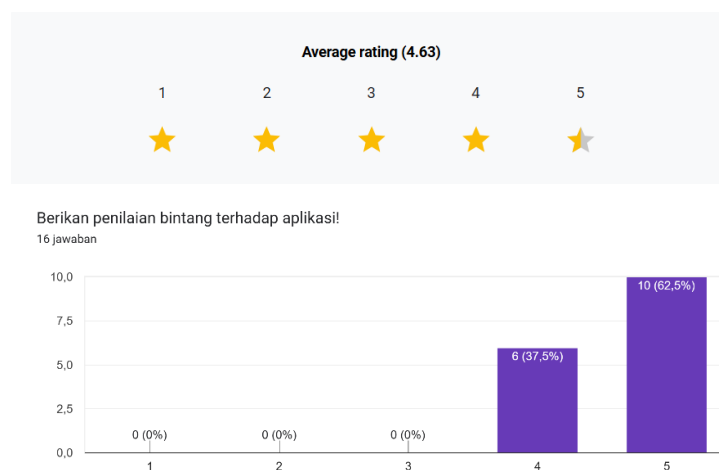 Average rating (4.63)
1 2 3 4 5
Berikan penilaian bintang terhadap aplikasi!
16 jawaban
10,0
7,5
5,0
2,5
0,0
0 (0%) 0 (0%) 0 (0%) 6 (37,5%) 10 (62,5%)
1 2 3 4 5